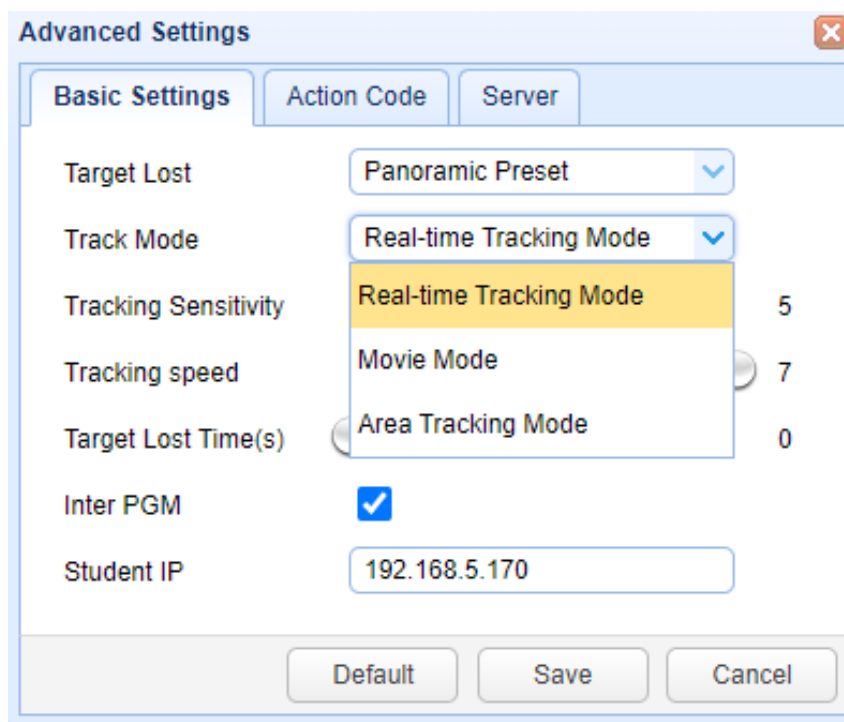 Advanced Settings
Basic Settings Action Code Server
Target Lost Panoramic Preset
Track Mode Real-time Tracking Mode
Real-time Tracking Mode
Tracking Sensitivity 5
Movie Mode
Tracking speed 7
Area Tracking Mode
Target Lost Time(s) 0
Inter PGM
Student IP 192.168.5.170
Default Save Cancel